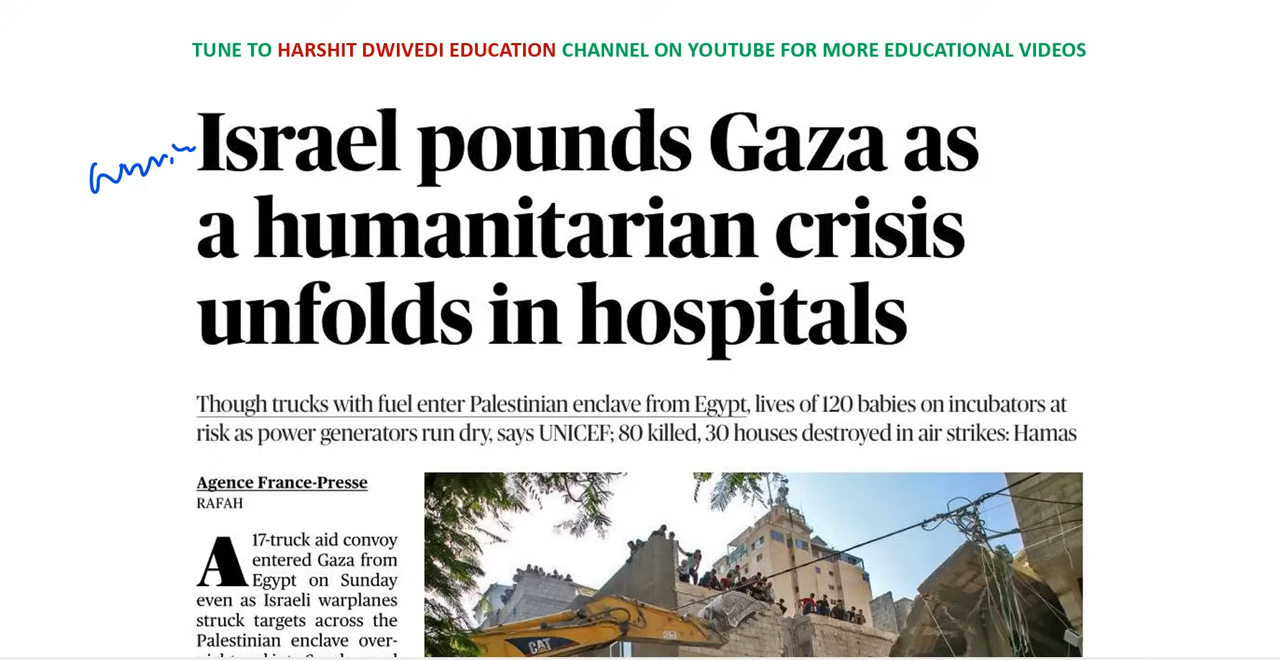 TUNE TO HARSHIT DWIVEDI EDUCATION CHANNEL ON YOUTUBE FOR MORE EDUCATIONAL VIDEOS
Israel pounds Gaza as
a humanitarian crisis
unfolds in hospitals
Though trucks with fuel enter Palestinian enclave from Egypt, lives of 120 babies on incubators at
risk as power generators run dry, says UNICEF; 80 killed, 30 houses destroyed in air strikes: Hamas
Agence France-Presse
RAFAH
A 17-truck aid convoy
entered Gaza from
Egypt on Sunday
even as Israeli warplanes
struck targets across the
Palestinian enclave over-
CAT